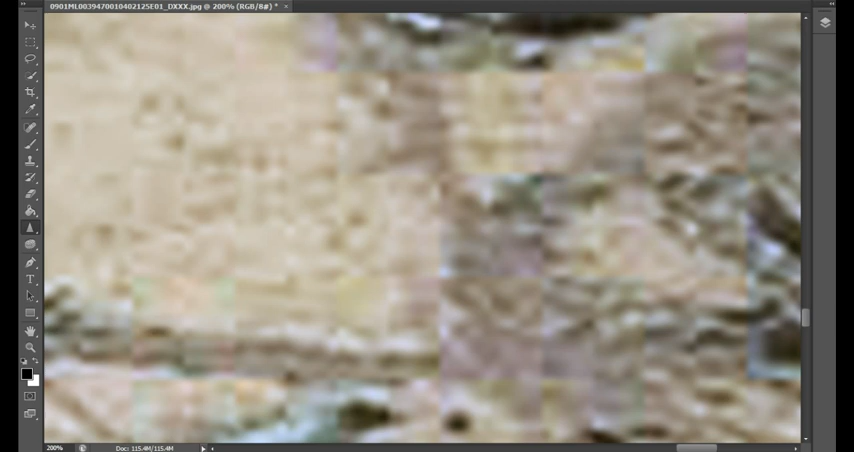 0901ML0039470010402125E01_DXXX.jpg @ 200% (RGB/8#) * ×
T
200%
Doc: 115.4M/115.4M